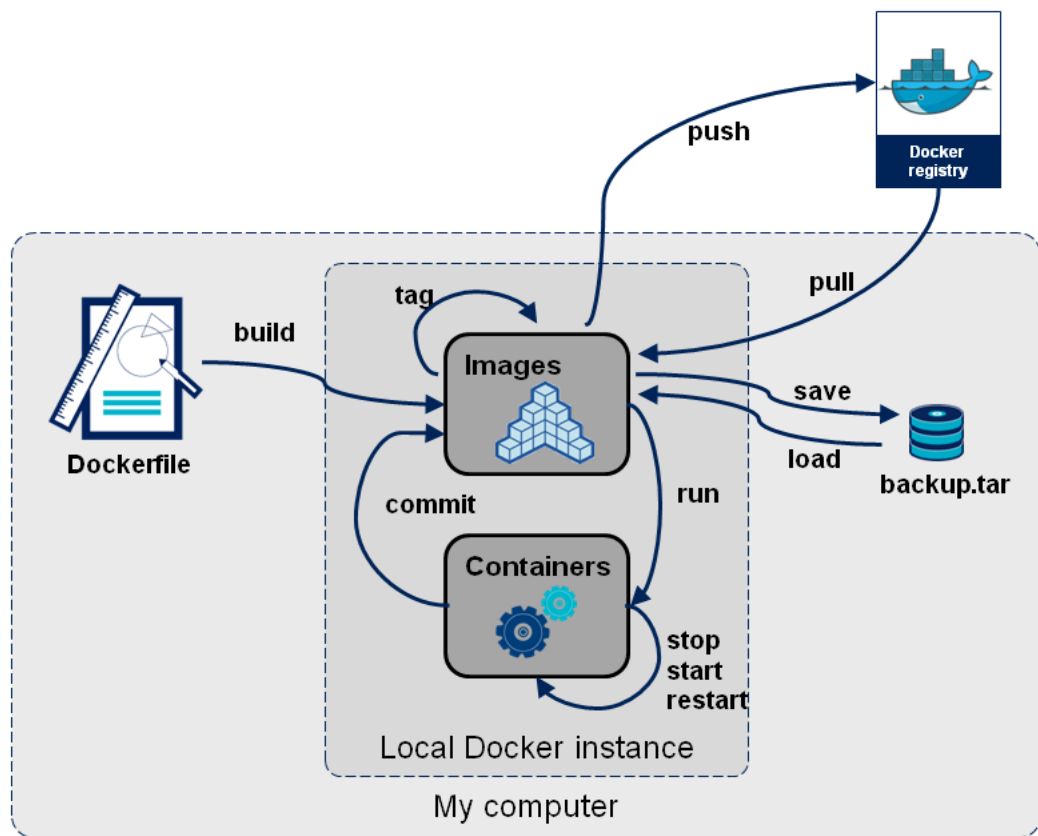 push
Docker
registry
tag
pull
build
Images
save
Dockerfile
load
backup.tar
commit
run
Containers
stop
start
restart
Local Docker instance
My computer